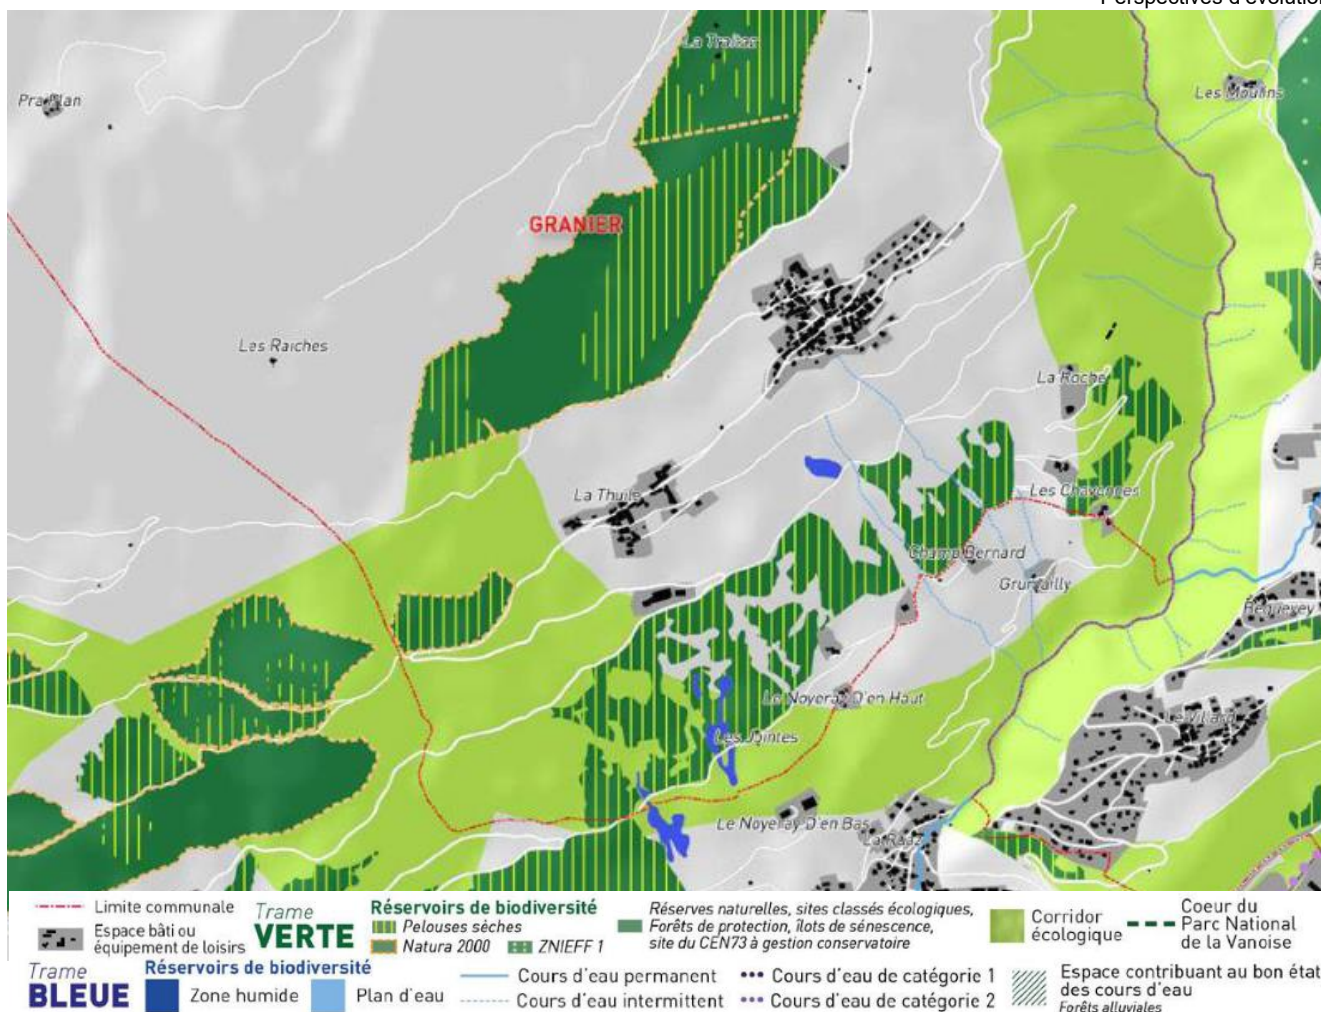 Perspectives d'évolution
La Traitaz
Les Moulins
Pra Plan
GRANIER
Les Raiches
La Roche
La Thuile
Les Chavonnes
Champ Bernard
Grunvailly
Le Noyeray D'en Haut
Le Villard
Les Jointes
Le Noyeray D'en Bas
La Raaz
Limite communale
Espace bâti ou
équipement de loisirs
Trame
VERTE
Réservoirs de biodiversité
Pelouses sêches
Natura 2000
ZNIEFF 1
Réserves naturelles, sites classés écologiques,
Forêts de protection, îlots de sénescence,
site du CEN73 à gestion conservatoire
Corridor
écologique
Coeur du
Parc National
de la Vanoise
Trame
BLEUE
Réservoirs de biodiversité
Zone humide
Plan d'eau
Cours d'eau permanent
Cours d'eau intermittent
Cours d'eau de catégorie 1
Cours d'eau de catégorie 2
Espace contribuant au bon état
des cours d'eau
Forêts alluviales